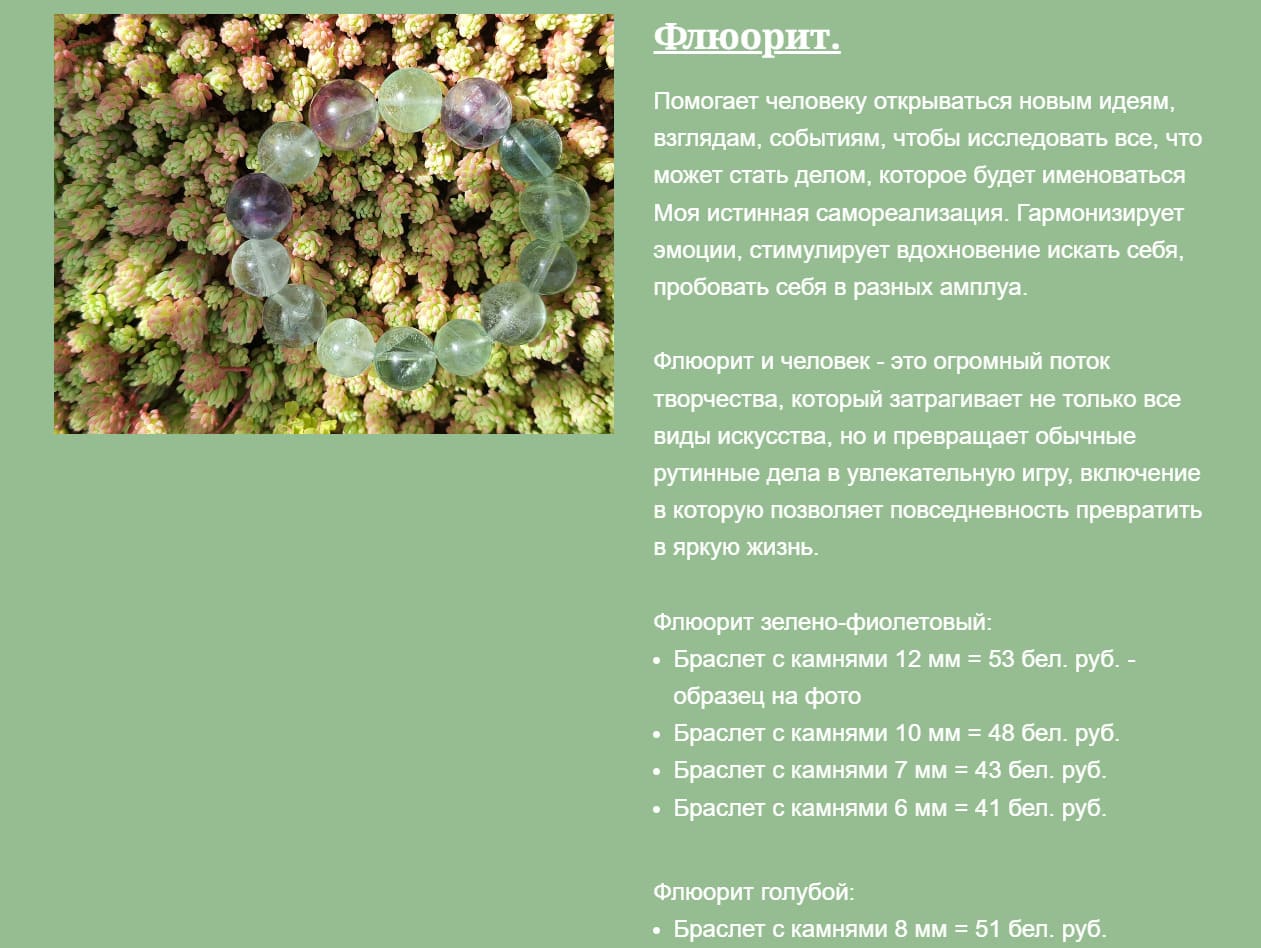 Флюорит.
Помогает человеку открываться новым идеям,
взглядам, событиям, чтобы исследовать все, что
может стать делом, которое будет именоваться
Моя истинная самореализация. Гармонизирует
эмоции, стимулирует вдохновение искать себя,
пробовать себя в разных амплуа.
Флюорит и человек - это огромный поток
творчества, который затрагивает не только все
виды искусства, но и превращает обычные
рутинные дела в увлекательную игру, включение
в которую позволяет повседневность превратить
в яркую жизнь.
Флюорит зелено-фиолетовый:
• Браслет с камнями 12 мм = 53 бел. руб. -
образец на фото
• Браслет с камнями 10 мм = 48 бел. руб.
• Браслет с камнями 7 мм = 43 бел. руб.
• Браслет с камнями 6 мм = 41 бел. руб.
Флюорит голубой:
• Браслет с камнями 8 мм = 51 бел. руб.